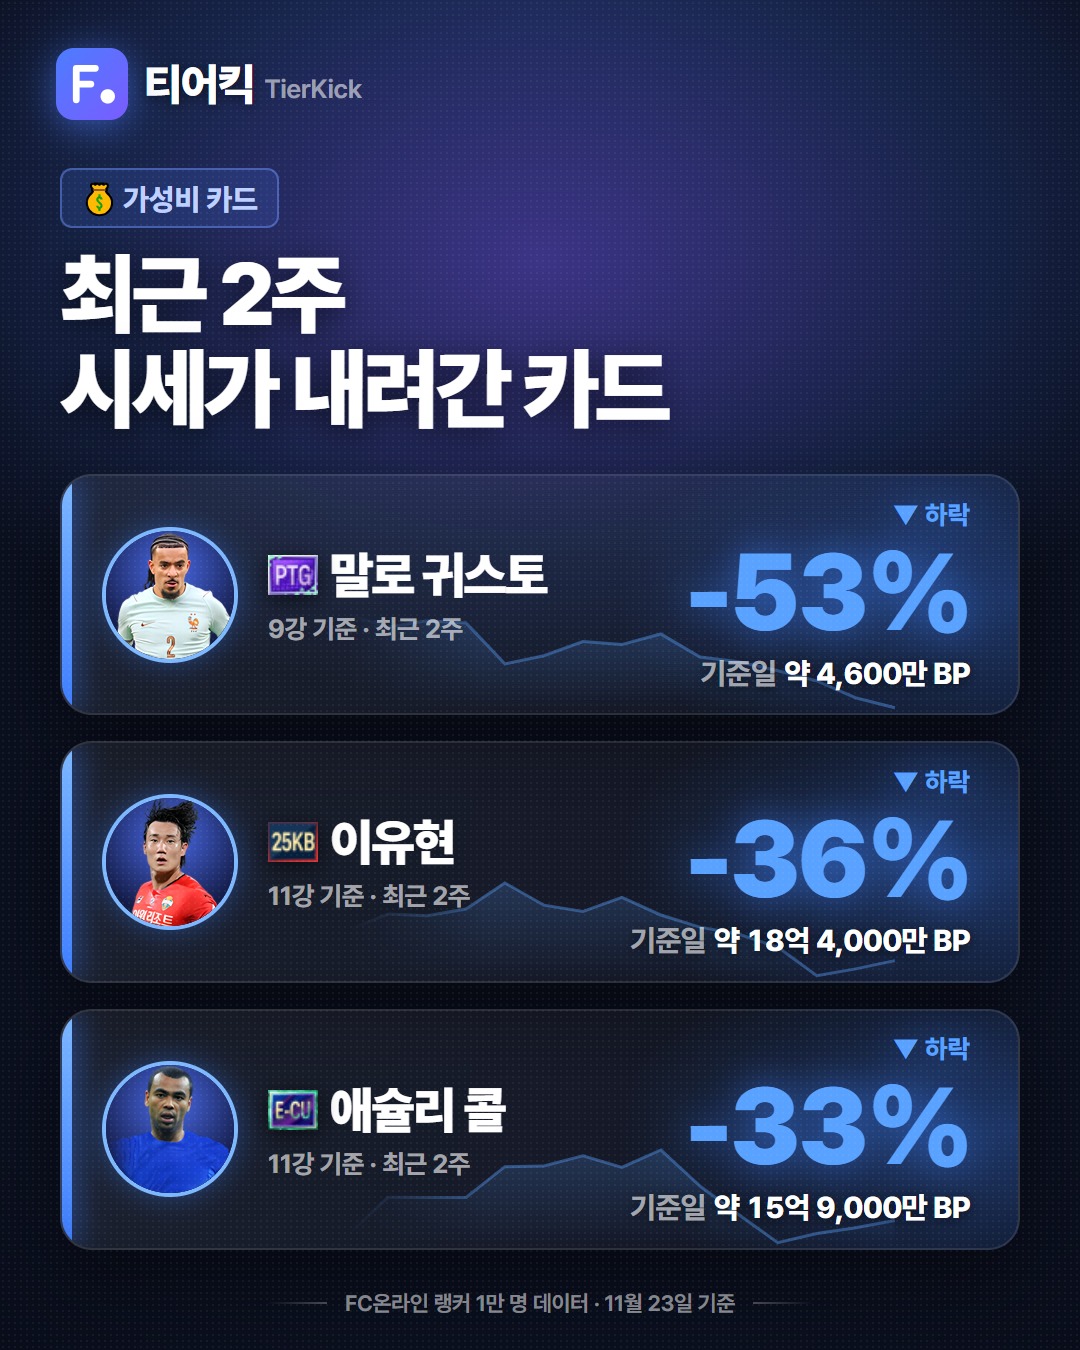 F. 티어킥 TierKick
가성비 카드
최근 2주
시세가 내려간 카드
▼ 하락
PTG 말로 귀스토
-53%
9강 기준 · 최근 2주
기준일 약 4,600만 BP
2
▼ 하락
25KB 이유현
-36%
11강 기준 · 최근 2주
기준일 약 18억 4,000만 BP
▼ 하락
E-CU 애슐리 콜
-33%
11강 기준 · 최근 2주
기준일 약 15억 9,000만 BP
FC온라인 랭커 1만 명 데이터 · 11월 23일 기준